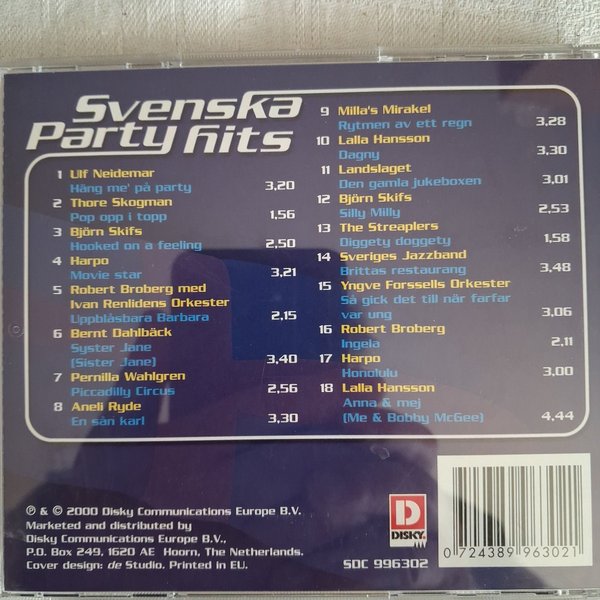 Svenska
Party hits
1 Ulf Neidemar
Häng me' på party 3,20
2 Thore Skogman
Pop opp i topp 1,56
3 Björn Skifs
Hooked on a feeling 2,50
4 Harpo
Movie star 3,21
5 Robert Broberg med
Ivan Renlidens Orkester
Uppblåsbara Barbara 2,15
6 Bernt Dahlbäck
Syster Jane
(Sister Jane) 3,40
7 Pernilla Wahlgren
Piccadilly Circus 2,56
8 Aneli Ryde
En sån karl 3,30
9 Milla's Mirakel
Rytmen av ett regn 3,28
10 Lalla Hansson
Dagny 3,30
11 Landslaget
Den gamla jukeboxen 3,01
12 Björn Skifs
Silly Milly 2,53
13 The Streaplers
Diggety doggety 1,58
14 Sveriges Jazzband
Brittas restaurang 3,48
15 Yngve Forssells Orkester
Så gick det till när farfar
var ung 3,06
16 Robert Broberg
Ingela 2,11
17 Harpo
Honolulu 3,00
18 Lalla Hansson
Anna & mej
(Me & Bobby McGee) 4,44
℗ & © 2000 Disky Communications Europe B.V.
Marketed and distributed by
Disky Communications Europe B.V.,
P.O. Box 249, 1620 AE Hoorn, The Netherlands.
Cover design: de Studio. Printed in EU.
D
DISKY
SDC 996302
0 724389 963021